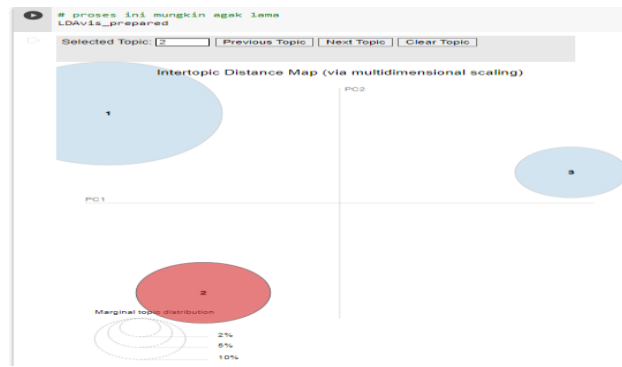 # proses ini mungkin agak lama
LDAvis_prepared
Selected Topic: 2 Previous Topic Next Topic Clear Topic
Intertopic Distance Map (via multidimensional scaling)
PC2
1
3
PC1
2
Marginal topic distribution
2%
5%
10%